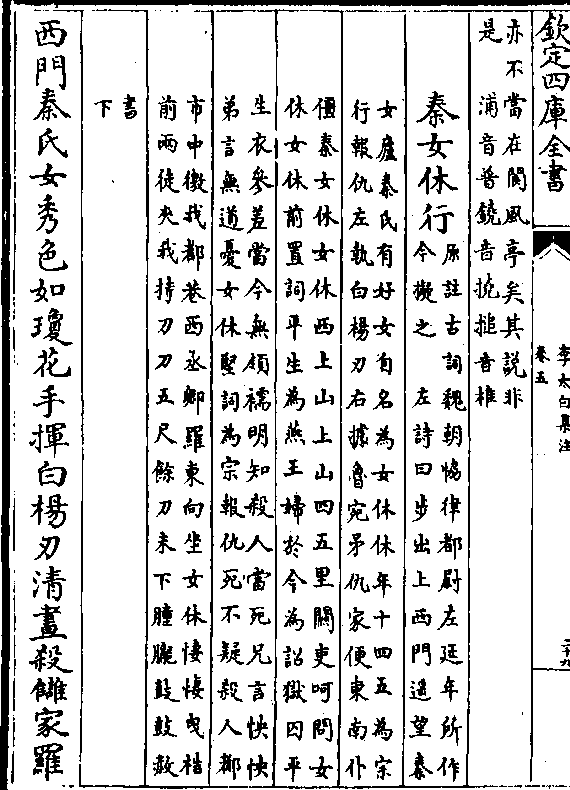 欽定四庫全書
李太白集注
卷五
二十九
亦不當在閬風亭矣其說非
是 浦音普鐃音撓搥音椎
秦女休行
原註古詞魏朝協律都尉左延年所作
今擬之 左詩曰步出上西門遥望秦
女廬秦氏有好女自名為女休休年十四五為宗
行報仇左執白楊刃右據魯宛矛仇家便東南仆
僵秦女休女休西上山上山四五里關吏呵問女
休女休前置詞平生為燕王婦於今為詔獄囚平
生衣參差當今無領襦明知殺人當死兄言怏怏
弟言無道憂女休堅詞為宗報仇死不疑殺人都
市中徼我都巷西丞卿羅東向坐女休悽悽曳梏
前兩徒夾我持刀刀五尺餘刀未下朣朧鼓鼓赦
書
下
西門秦氏女秀色如瓊花手揮白楊刃清晝殺讎家羅